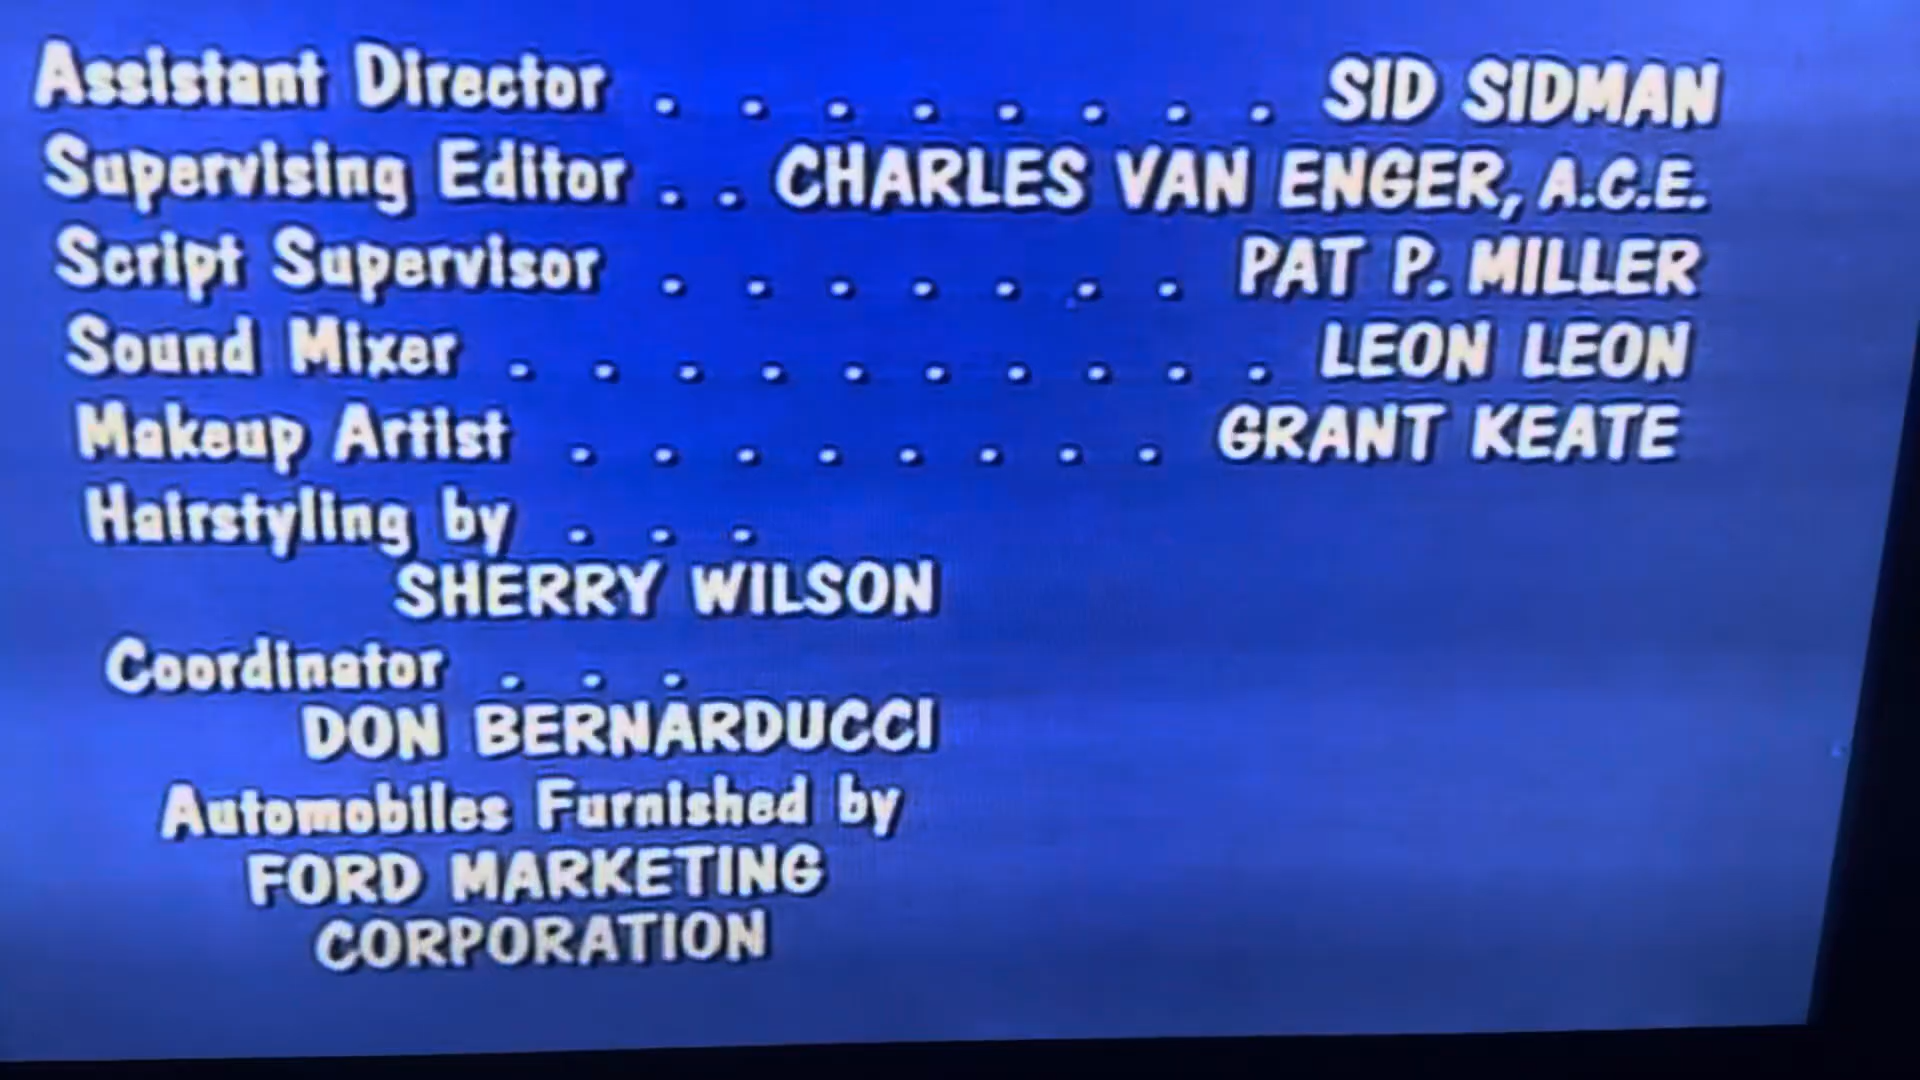 Assistant Director . . . . . . . . SID SIDMAN
Supervising Editor . . CHARLES VAN ENGER, A.C.E.
Script Supervisor . . . . . . . PAT P. MILLER
Sound Mixer . . . . . . . . . . LEON LEON
Makeup Artist . . . . . . . . GRANT KEATE
Hairstyling by . . .
SHERRY WILSON
Coordinator . . .
DON BERNARDUCCI
Automobiles Furnished by
FORD MARKETING
CORPORATION